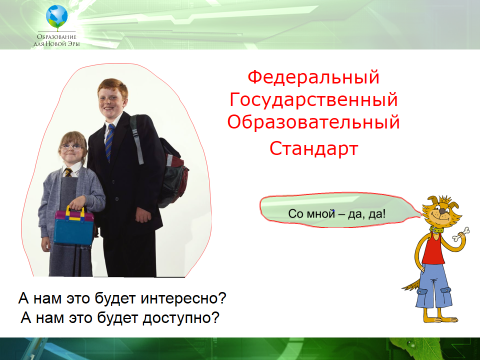 Образование
для Новой Эры
Федеральный
Государственный
Образовательный
Стандарт
Со мной – да, да!
А нам это будет интересно?
А нам это будет доступно?